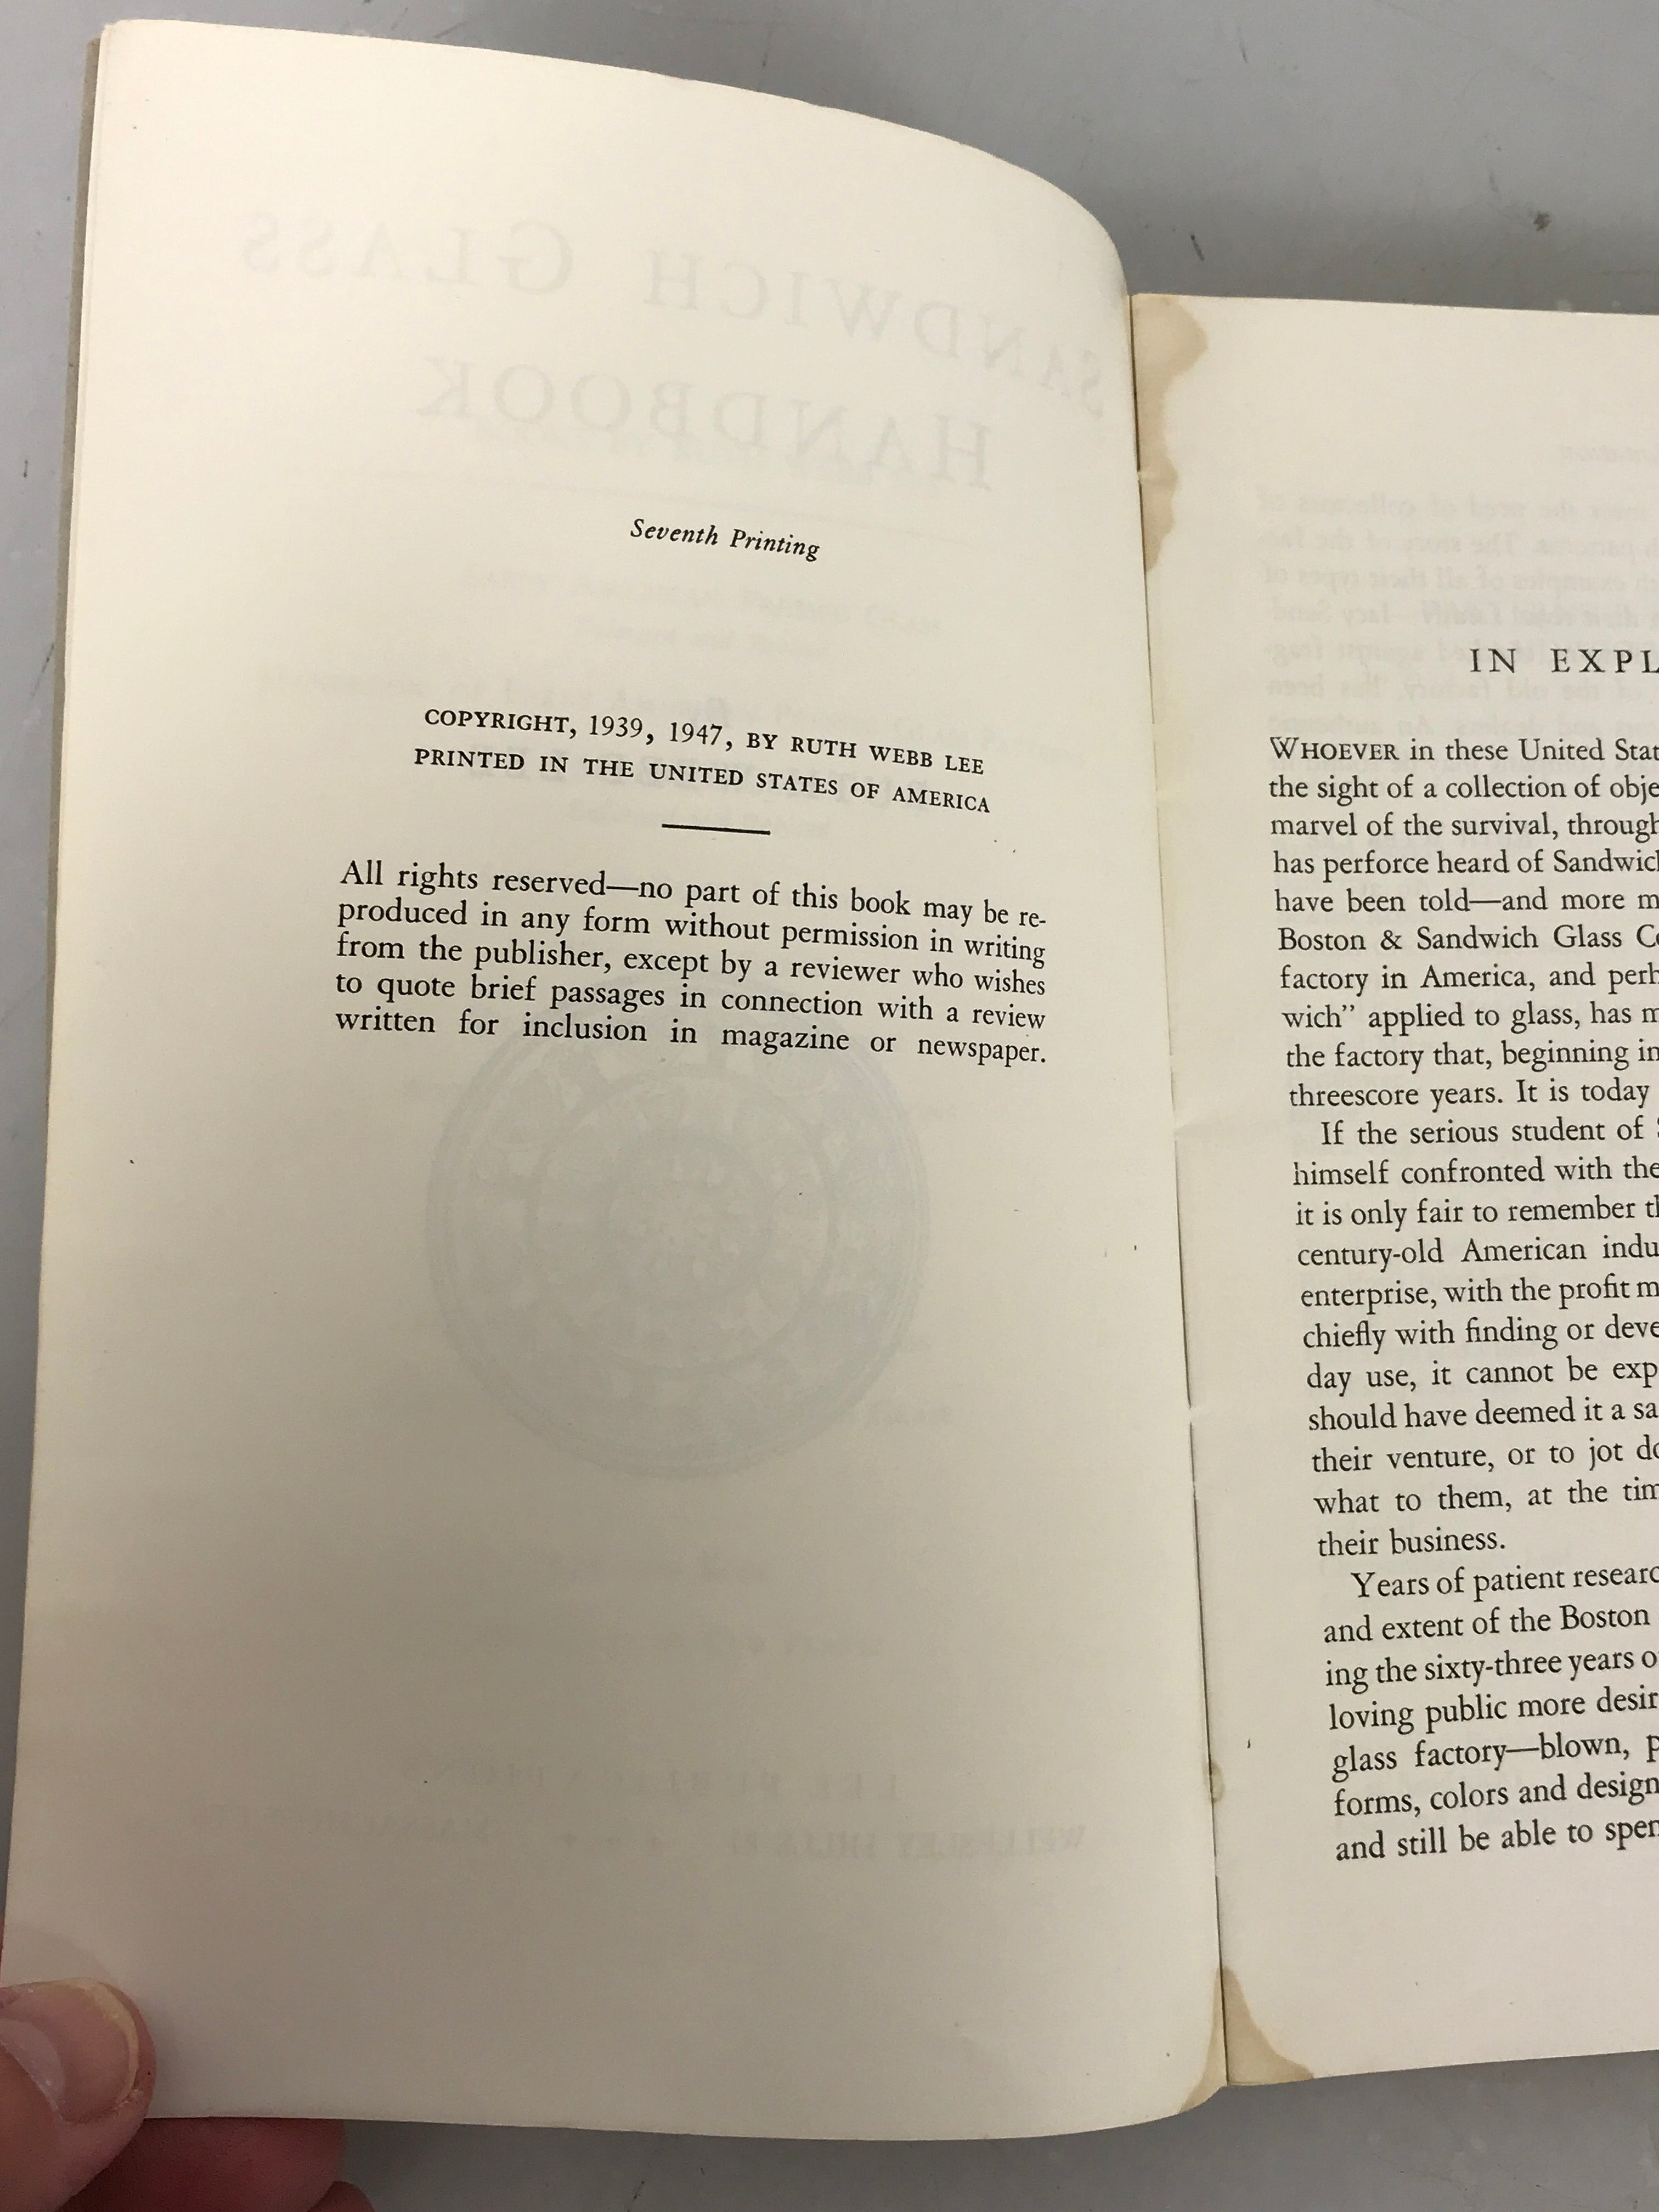 Seventh Printing
COPYRIGHT, 1939, 1947, BY RUTH WEBB LEE
PRINTED IN THE UNITED STATES OF AMERICA
All rights reserved—no part of this book may be re-
produced in any form without permission in writing
from the publisher, except by a reviewer who wishes
to quote brief passages in connection with a review
written for inclusion in magazine or newspaper.
SANDWICH GLASS
HANDBOOK
IN EXPL
WHOEVER in these United Stat
the sight of a collection of obje
marvel of the survival, through
has perforce heard of Sandwich
have been told—and more m
Boston & Sandwich Glass Co
factory in America, and perh
wich” applied to glass, has m
the factory that, beginning in
threescore years. It is today
If the serious student of
himself confronted with the
it is only fair to remember th
century-old American indu
enterprise, with the profit m
chiefly with finding or deve
day use, it cannot be exp
should have deemed it a sa
their venture, or to jot do
what to them, at the tim
their business.
Years of patient researc
and extent of the Boston
ing the sixty-three years o
loving public more desir
glass factory—blown, p
forms, colors and design
and still be able to spen